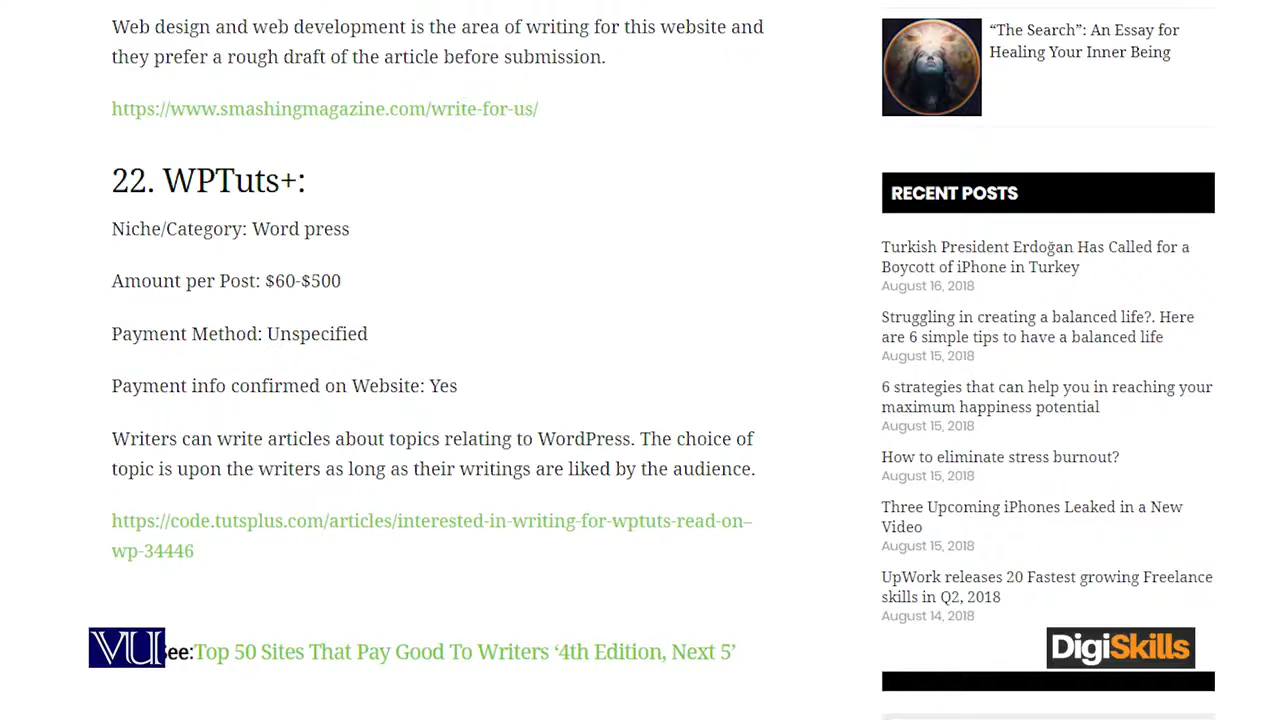 Web design and web development is the area of writing for this website and
they prefer a rough draft of the article before submission.
https://www.smashingmagazine.com/write-for-us/
22. WPTuts+:
Niche/Category: Word press
Amount per Post: $60-$500
Payment Method: Unspecified
Payment info confirmed on Website: Yes
Writers can write articles about topics relating to WordPress. The choice of
topic is upon the writers as long as their writings are liked by the audience.
https://code.tutsplus.com/articles/interested-in-writing-for-wptuts-read-on–
wp-34446
VU See:Top 50 Sites That Pay Good To Writers ‘4th Edition, Next 5’
“The Search”: An Essay for
Healing Your Inner Being
RECENT POSTS
Turkish President Erdoğan Has Called for a
Boycott of iPhone in Turkey
August 16, 2018
Struggling in creating a balanced life?. Here
are 6 simple tips to have a balanced life
August 15, 2018
6 strategies that can help you in reaching your
maximum happiness potential
August 15, 2018
How to eliminate stress burnout?
August 15, 2018
Three Upcoming iPhones Leaked in a New
Video
August 15, 2018
UpWork releases 20 Fastest growing Freelance
skills in Q2, 2018
August 14, 2018
DigiSkills